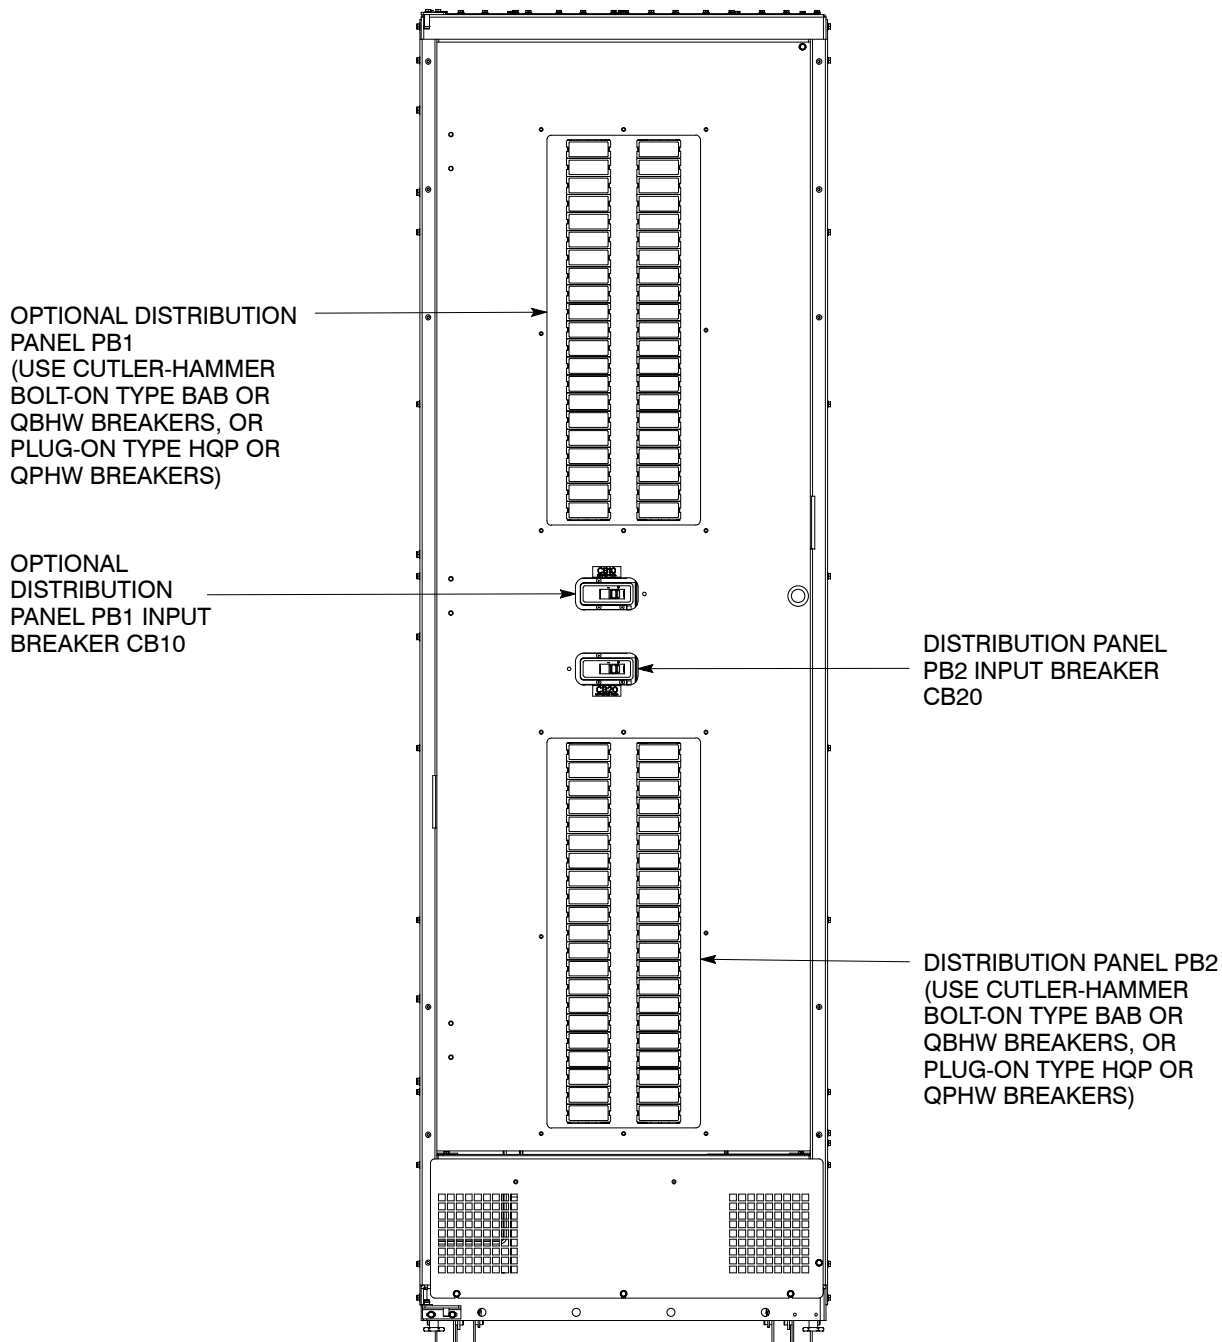 OPTIONAL DISTRIBUTION
PANEL PB1
(USE CUTLER-HAMMER
BOLT-ON TYPE BAB OR
QBHW BREAKERS, OR
PLUG-ON TYPE HQP OR
QPHW BREAKERS)
OPTIONAL
DISTRIBUTION
PANEL PB1 INPUT
BREAKER CB10
CB10
CB20
DISTRIBUTION PANEL
PB2 INPUT BREAKER
CB20
DISTRIBUTION PANEL PB2
(USE CUTLER-HAMMER
BOLT-ON TYPE BAB OR
QBHW BREAKERS, OR
PLUG-ON TYPE HQP OR
QPHW BREAKERS)